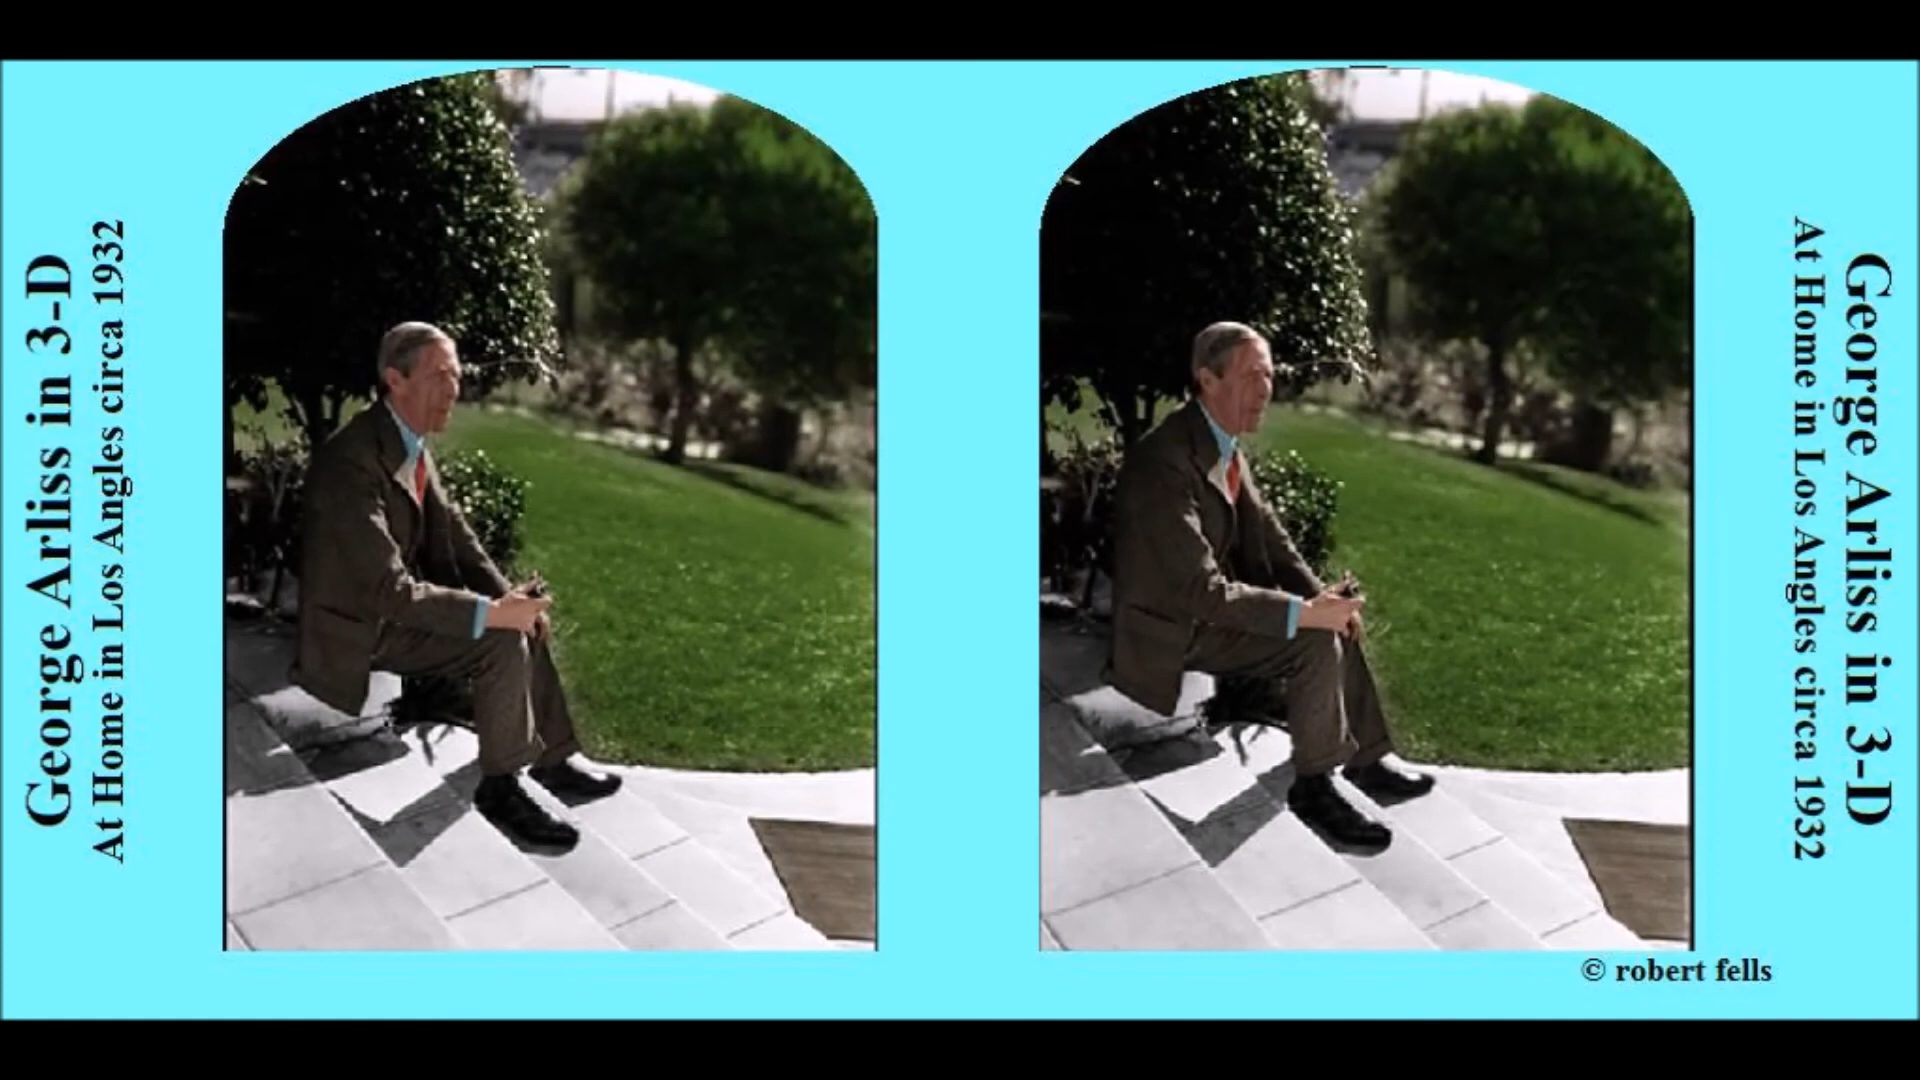 George Arliss in 3-D
At Home in Los Angles circa 1932
George Arliss in 3-D
At Home in Los Angles circa 1932
© robert fells